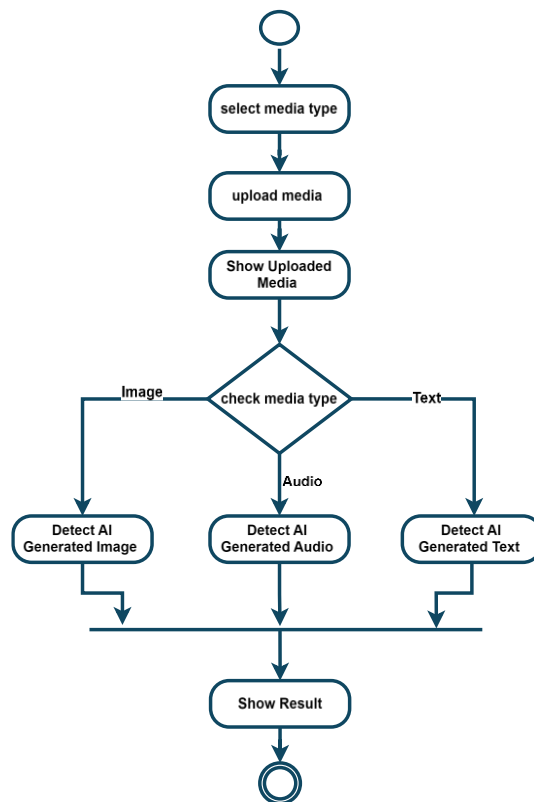 select media type
upload media
Show Uploaded
Media
check media type
Image
Text
Audio
Detect AI
Generated Image
Detect AI
Generated Audio
Detect AI
Generated Text
Show Result